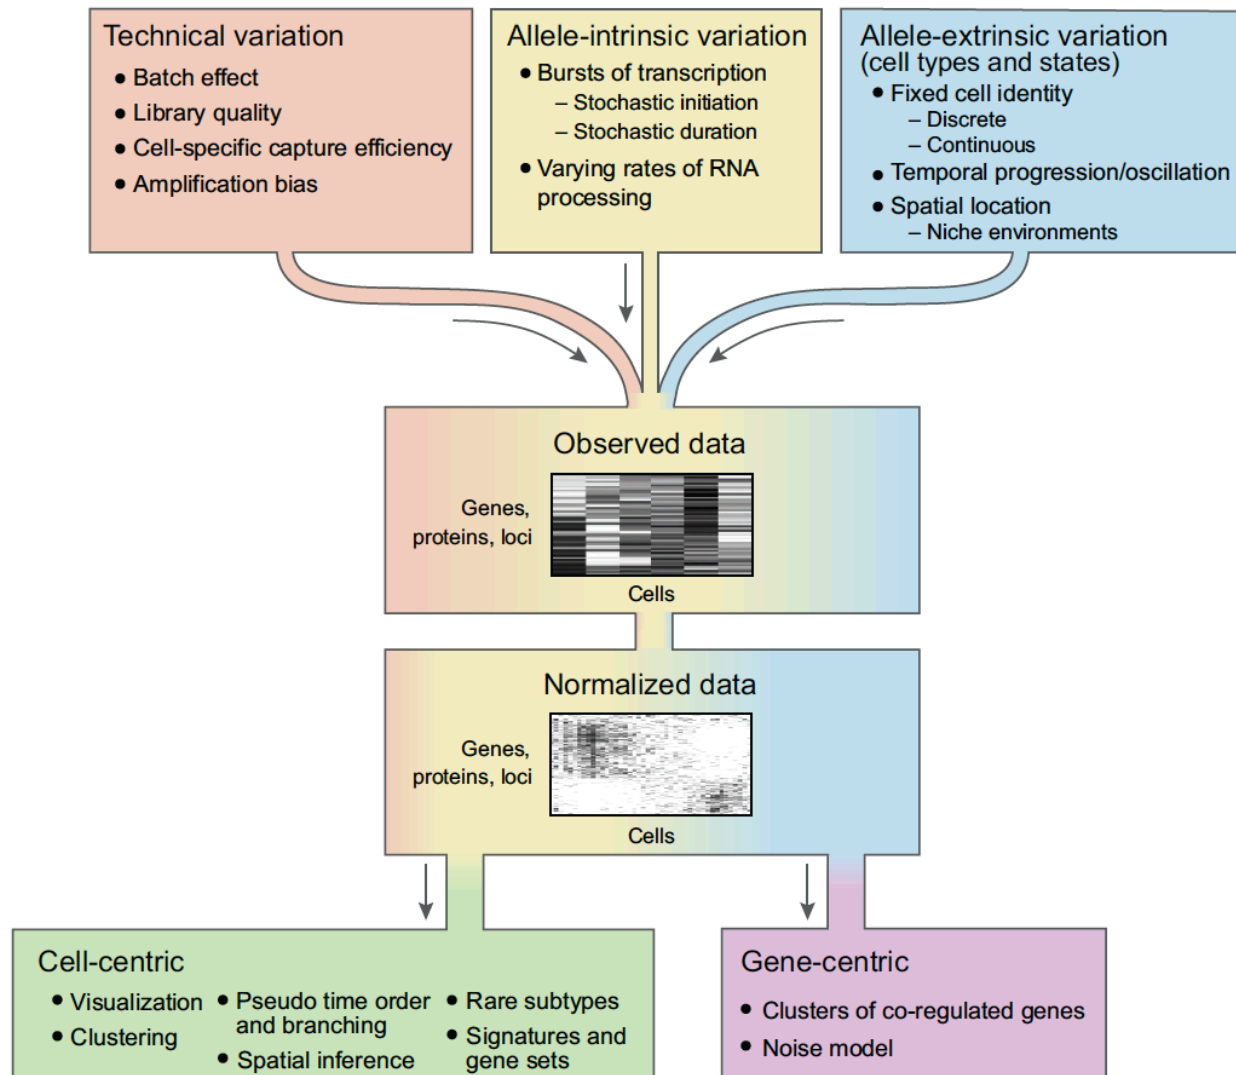 Technical variation
• Batch effect
• Library quality
• Cell-specific capture efficiency
• Amplification bias
Allele-intrinsic variation
• Bursts of transcription
– Stochastic initiation
– Stochastic duration
• Varying rates of RNA
processing
Allele-extrinsic variation
(cell types and states)
• Fixed cell identity
– Discrete
– Continuous
• Temporal progression/oscillation
• Spatial location
– Niche environments
Observed data
Genes,
proteins, loci
Cells
Normalized data
Genes,
proteins, loci
Cells
Cell-centric
• Visualization
• Clustering
• Pseudo time order
and branching
• Spatial inference
• Rare subtypes
• Signatures and
gene sets
Gene-centric
• Clusters of co-regulated genes
• Noise model